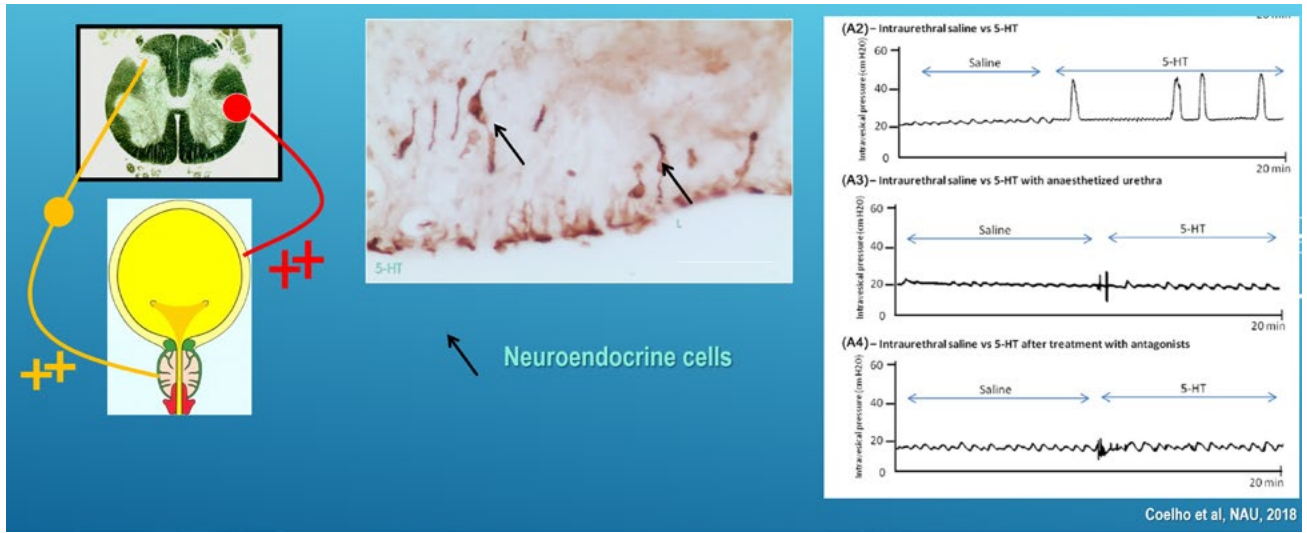 ++
++
5-HT
L
Neuroendocrine cells
20 min
(A2) – Intraurethral saline vs 5-HT
Intravesical pressure (cm H2O)
60
40
20
0
Saline
5-HT
20 min
(A3) – Intraurethral saline vs 5-HT with anaesthetized urethra
Intravesical pressure (cm H2O)
60
40
20
0
Saline
5-HT
20 min
(A4) – Intraurethral saline vs 5-HT after treatment with antagonists
Intravesical pressure (cm H2O)
60
40
20
0
Saline
5-HT
20 min
Coelho et al, NAU, 2018